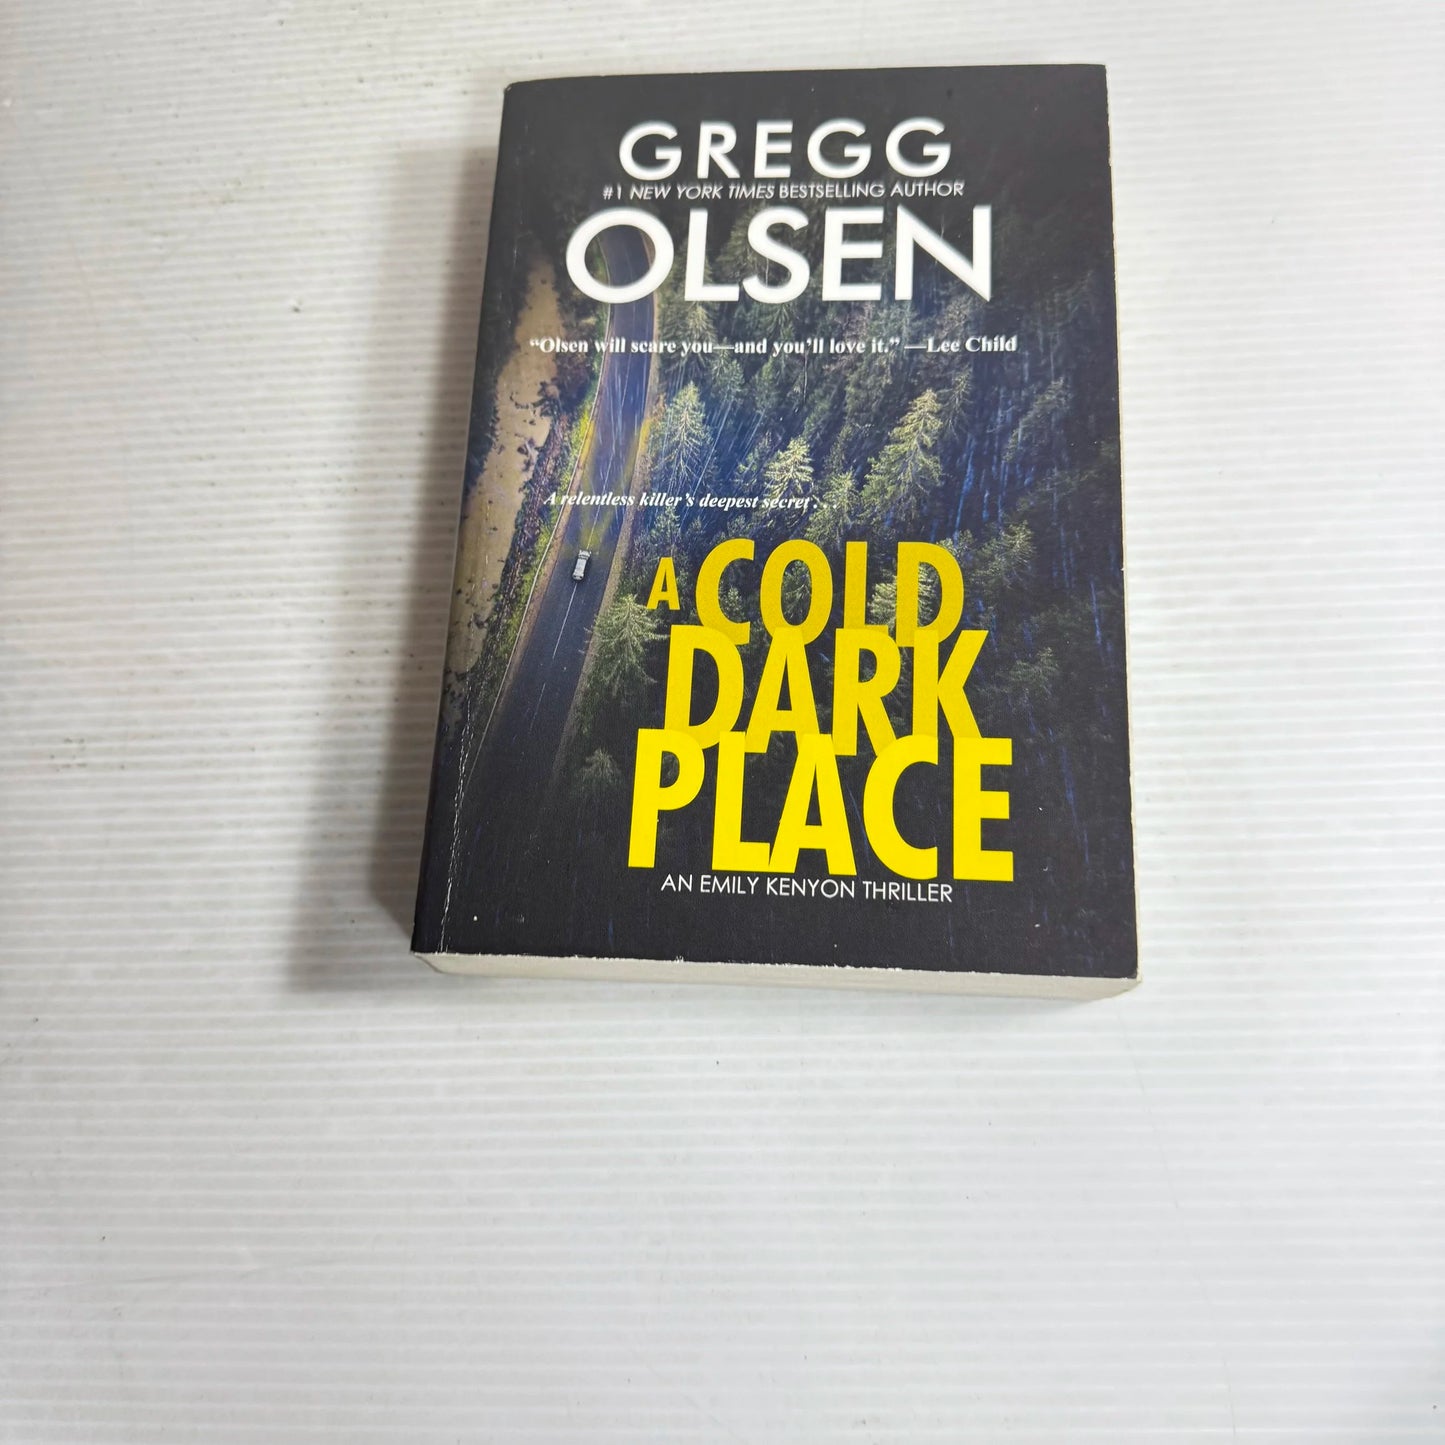 GREGG
#1 NEW YORK TIMES BESTSELLING AUTHOR
OLSEN
“Olsen will scare you—and you’ll love it.” —Lee Child
A relentless killer’s deepest secret . . .
A COLD
DARK
PLACE
AN EMILY KENYON THRILLER